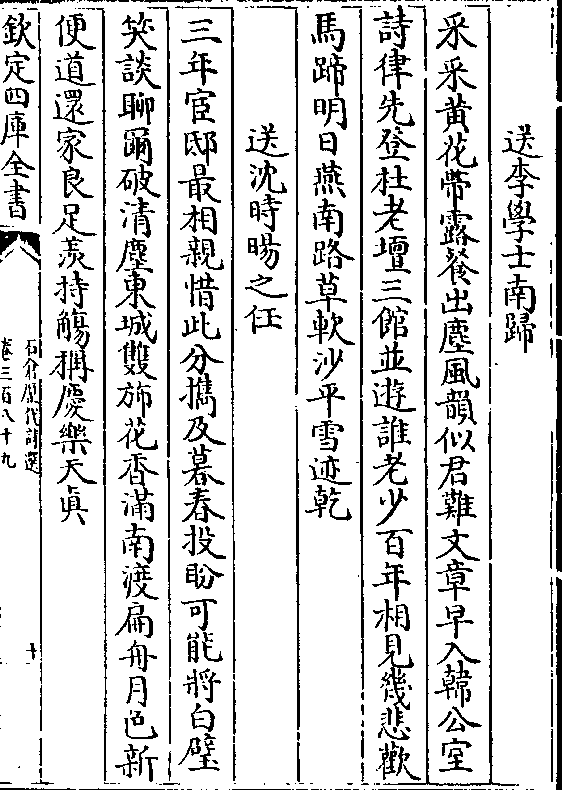 送李學士南歸
采采黄花帶露餐出塵風韻似君難文章早入韓公室
詩律先登杜老壇三館並遊誰老少百年相見幾悲歡
馬蹄明日燕南路草軟沙平雪迹乾
送沈時暘之任
三年宦邸最相親惜此分攜及暮春投盼可能將白璧
笑談聊爾破清塵東城雙斾花香滿南渡扁舟月色新
便道還家良足羨持觴稱慶樂天真
欽定四庫全書
石倉歷代詩選
卷三百八十九
十